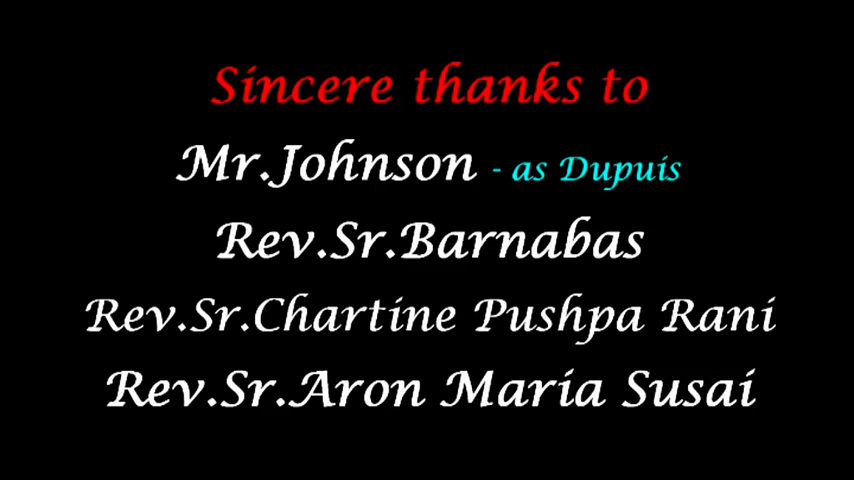 Sincere thanks to
Mr.Johnson - as Dupuis
Rev.Sr.Barnabas
Rev.Sr.Chartine Pushpa Rani
Rev.Sr.Aron Maria Susai